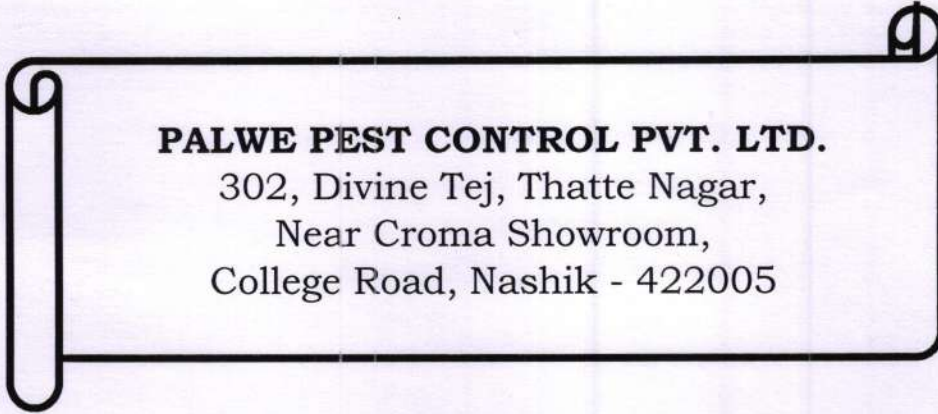 PALWE PEST CONTROL PVT. LTD.
302, Divine Tej, Thatte Nagar,
Near Croma Showroom,
College Road, Nashik - 422005